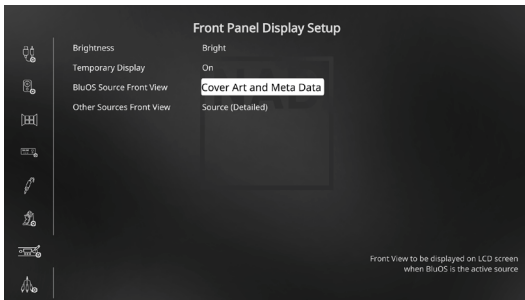 Front Panel Display Setup
Brightness Bright
Temporary Display On
BluOS Source Front View Cover Art and Meta Data
Other Sources Front View Source (Detailed)
NAD
Front View to be displayed on LCD screen
when BluOS is the active source